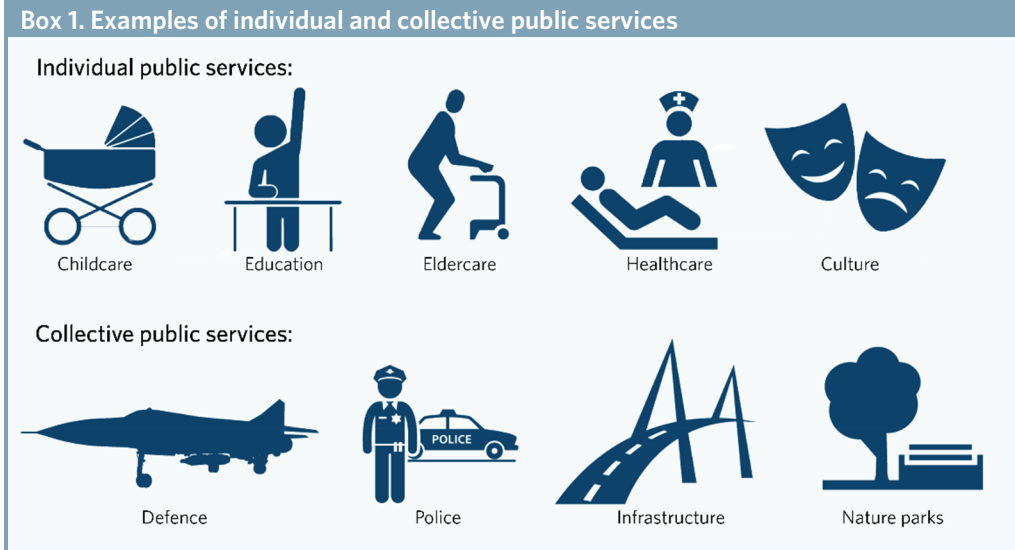 Box 1. Examples of individual and collective public services
Individual public services:
Childcare
Education
Eldercare
Healthcare
Culture
Collective public services:
POLICE
Defence
Police
Infrastructure
Nature parks